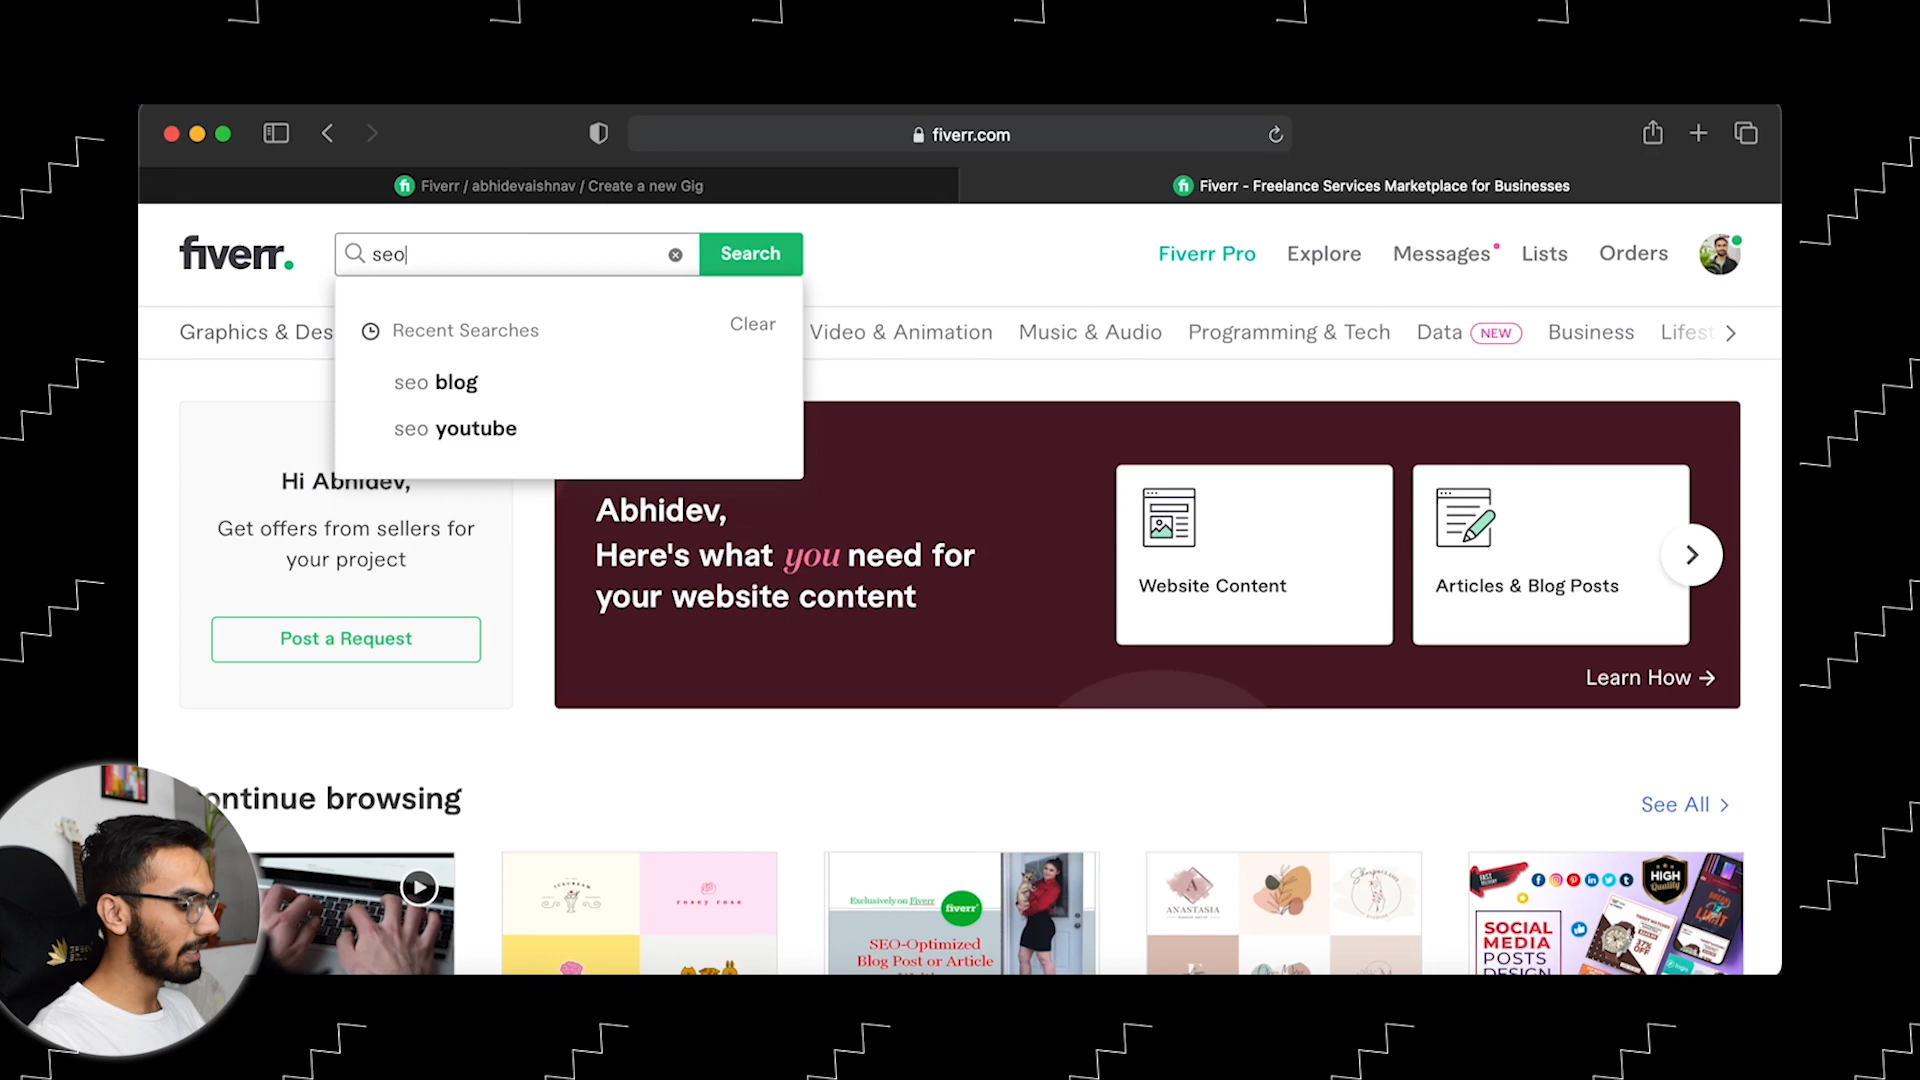 fiverr.com
Fiverr / abhidevaishnav / Create a new Gig
Fiverr - Freelance Services Marketplace for Businesses
fiverr.
seo
Search
Fiverr Pro
Explore
Messages
Lists
Orders
Graphics & Des
Recent Searches
Clear
Video & Animation
Music & Audio
Programming & Tech
Data NEW
Business
Lifest
seo blog
seo youtube
Hi Abhidev,
Get offers from sellers for
your project
Post a Request
Abhidev,
Here's what you need for
your website content
Website Content
Articles & Blog Posts
Learn How
ontinue browsing
See All
ICECREAM
ROSEY ROSE
Exclusively on Fiverr
fiverr
SEO-Optimized
Blog Post or Article
ANASTASIA
HIGH
Quality
SOCIAL
MEDIA
POSTS
DESIGN